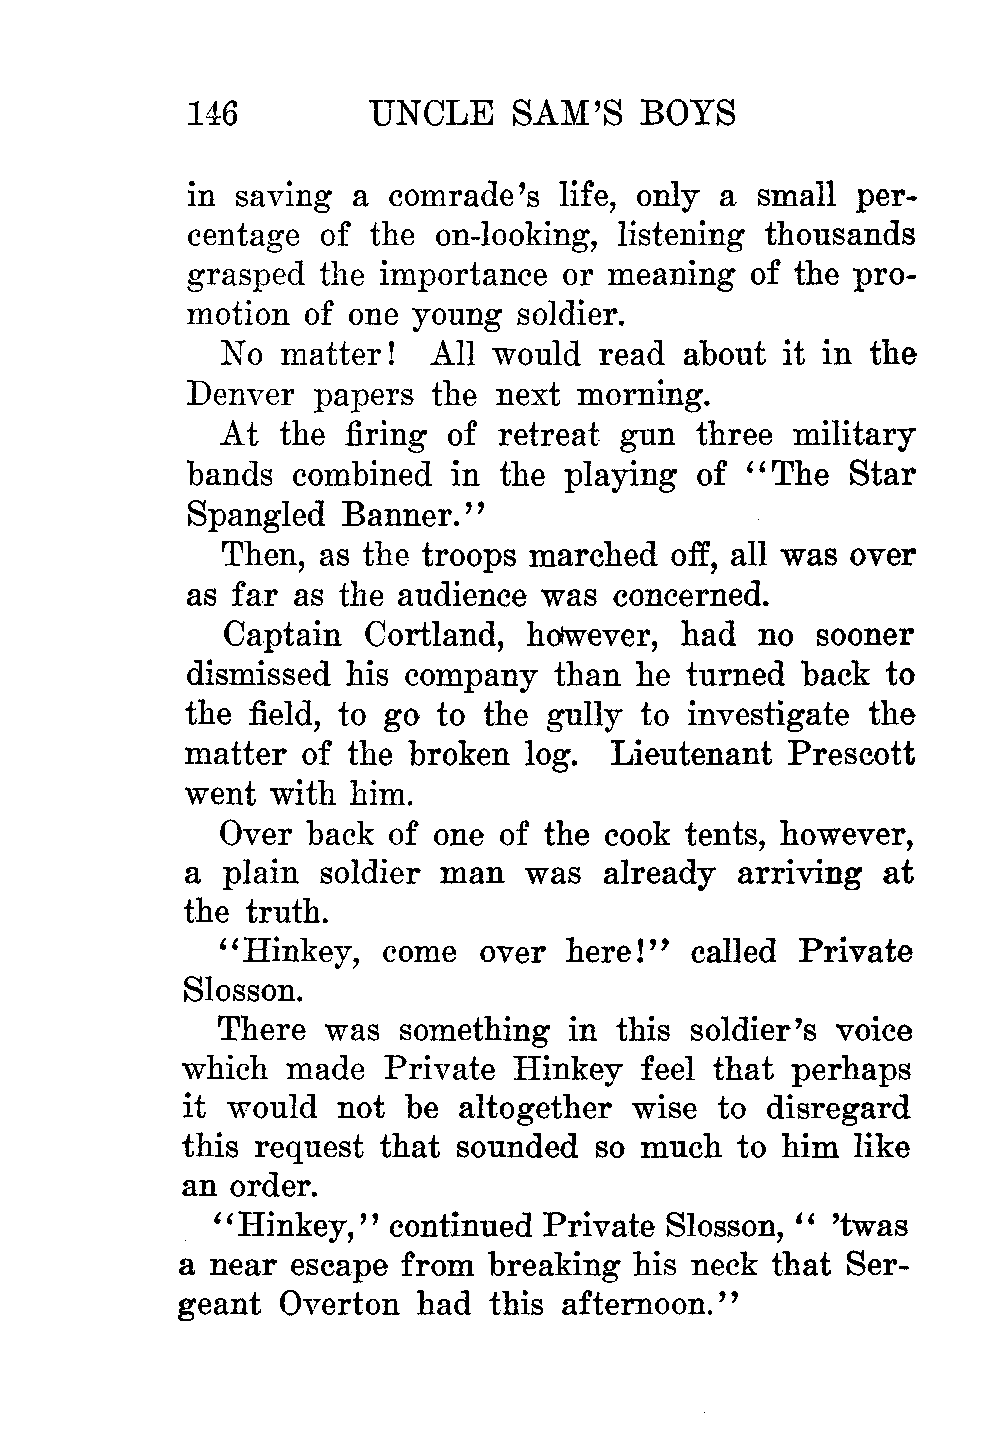 146 UNCLE SAM'S BOYS
in saving a comrade's life, only a small per-
centage of the on-looking, listening thousands
grasped the importance or meaning of the pro-
motion of one young soldier.
No matter! All would read about it in the
Denver papers the next morning.
At the firing of retreat gun three military
bands combined in the playing of "The Star
Spangled Banner."
Then, as the troops marched off, all was over
as far as the audience was concerned.
Captain Cortland, however, had no sooner
dismissed his company than he turned back to
the field, to go to the gully to investigate the
matter of the broken log. Lieutenant Prescott
went with him.
Over back of one of the cook tents, however,
a plain soldier man was already arriving at
the truth.
"Hinkey, come over here!" called Private
Slosson.
There was something in this soldier's voice
which made Private Hinkey feel that perhaps
it would not be altogether wise to disregard
this request that sounded so much to him like
an order.
"Hinkey," continued Private Slosson, " 'twas
a near escape from breaking his neck that Ser-
geant Overton had this afternoon."